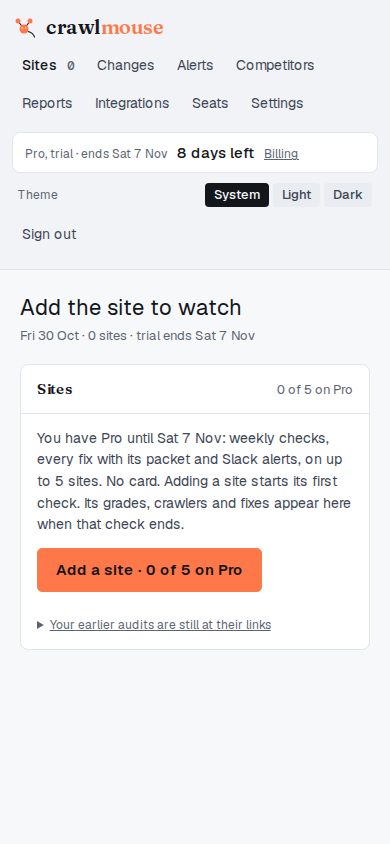 crawlmouse
Sites 0 Changes Alerts Competitors
Reports Integrations Seats Settings
Pro, trial · ends Sat 7 Nov 8 days left Billing
Theme System Light Dark
Sign out
Add the site to watch
Fri 30 Oct · 0 sites · trial ends Sat 7 Nov
Sites 0 of 5 on Pro
You have Pro until Sat 7 Nov: weekly checks,
every fix with its packet and Slack alerts, on up
to 5 sites. No card. Adding a site starts its first
check. Its grades, crawlers and fixes appear here
when that check ends.
Add a site · 0 of 5 on Pro
Your earlier audits are still at their links